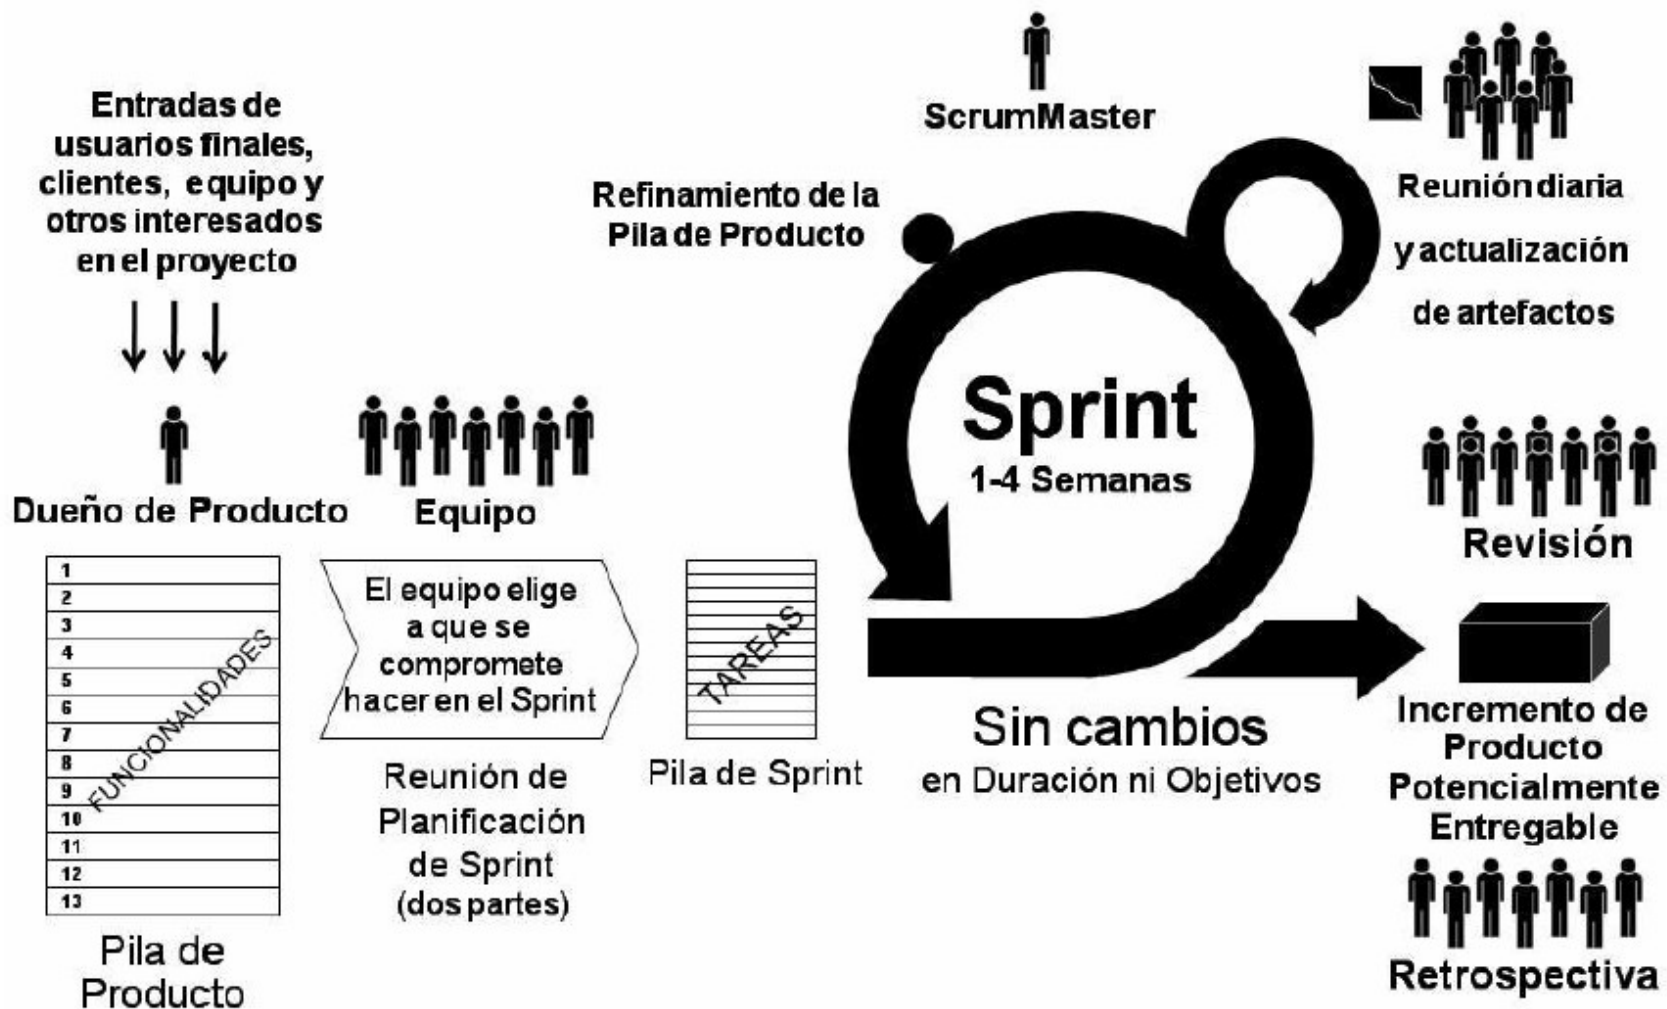 Entradas de
usuarios finales,
clientes, equipo y
otros interesados
en el proyecto
Dueño de Producto
1
2
3
4
5
6
7
8
9
10
11
12
13
FUNCIONALIDADES
Pila de
Producto
Equipo
El equipo elige
a que se
compromete
hacer en el Sprint
Reunión de
Planificación
de Sprint
(dos partes)
TAREAS
Pila de Sprint
Refinamiento de la
Pila de Producto
ScrumMaster
Sprint
1-4 Semanas
Sin cambios
en Duración ni Objetivos
Reunión diaria
y actualización
de artefactos
Revisión
Incremento de
Producto
Potencialmente
Entregable
Retrospectiva